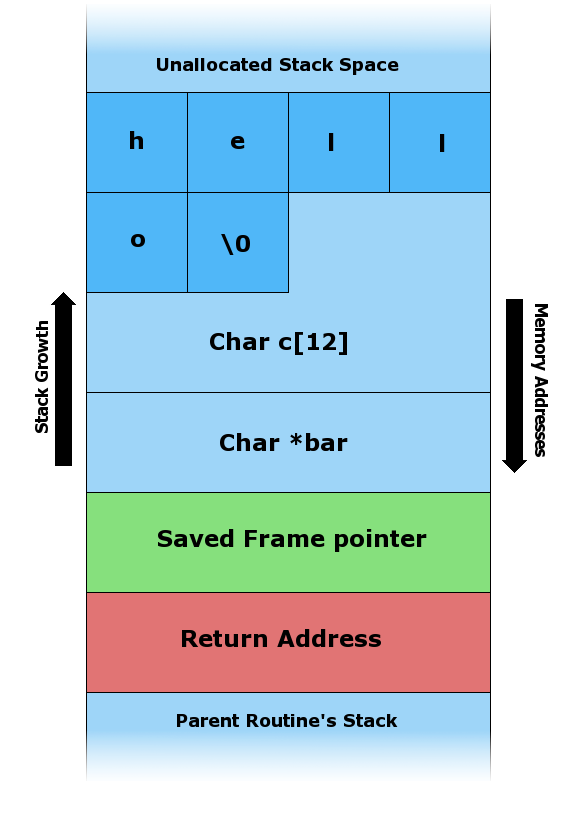 Unallocated Stack Space
h e l l
o \0
Char c[12]
Char *bar
Saved Frame pointer
Return Address
Parent Routine's Stack
Stack Growth
Memory Addresses